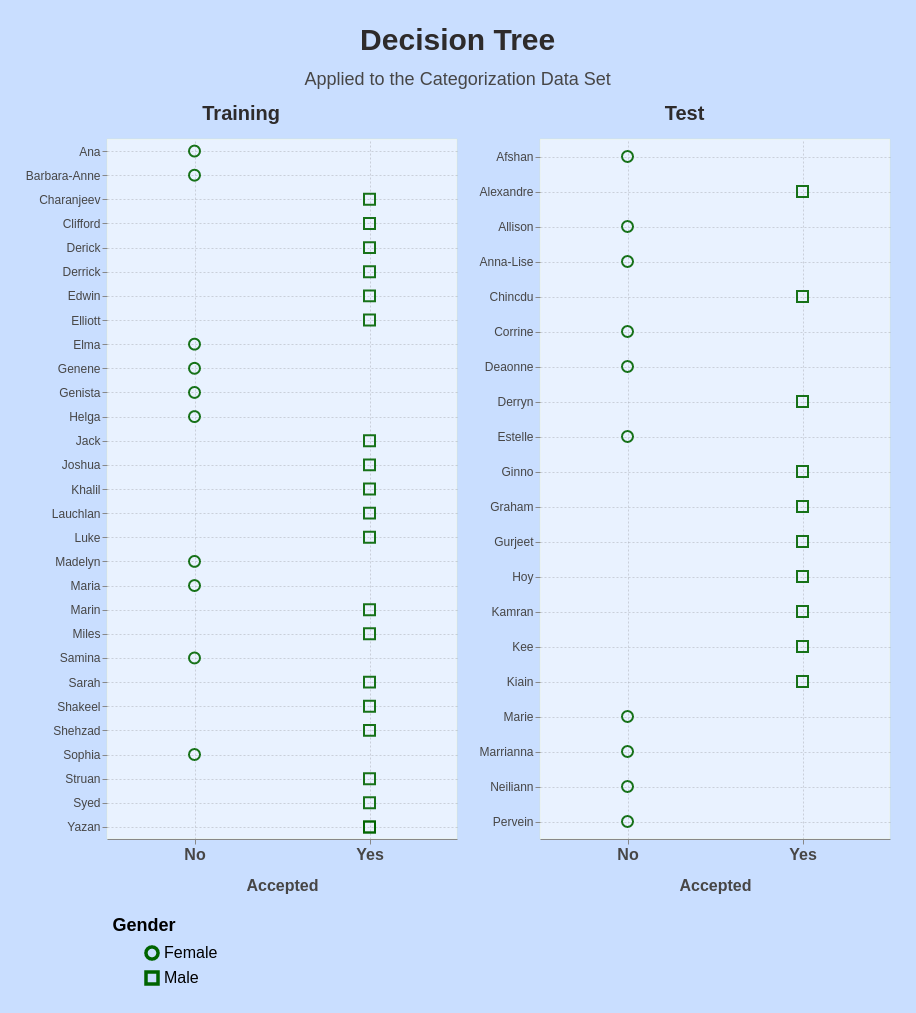 Decision Tree
Applied to the Categorization Data Set
Training
Ana
Barbara-Anne
Charanjeev
Clifford
Derick
Derrick
Edwin
Elliott
Elma
Genene
Genista
Helga
Jack
Joshua
Khalil
Lauchlan
Luke
Madelyn
Maria
Marin
Miles
Samina
Sarah
Shakeel
Shehzad
Sophia
Struan
Syed
Yazan
No Yes
Accepted
Test
Afshan
Alexandre
Allison
Anna-Lise
Chincdu
Corrine
Deaonne
Derryn
Estelle
Ginno
Graham
Gurjeet
Hoy
Kamran
Kee
Kiain
Marie
Marrianna
Neiliann
Pervein
No Yes
Accepted
Gender
Female
Male